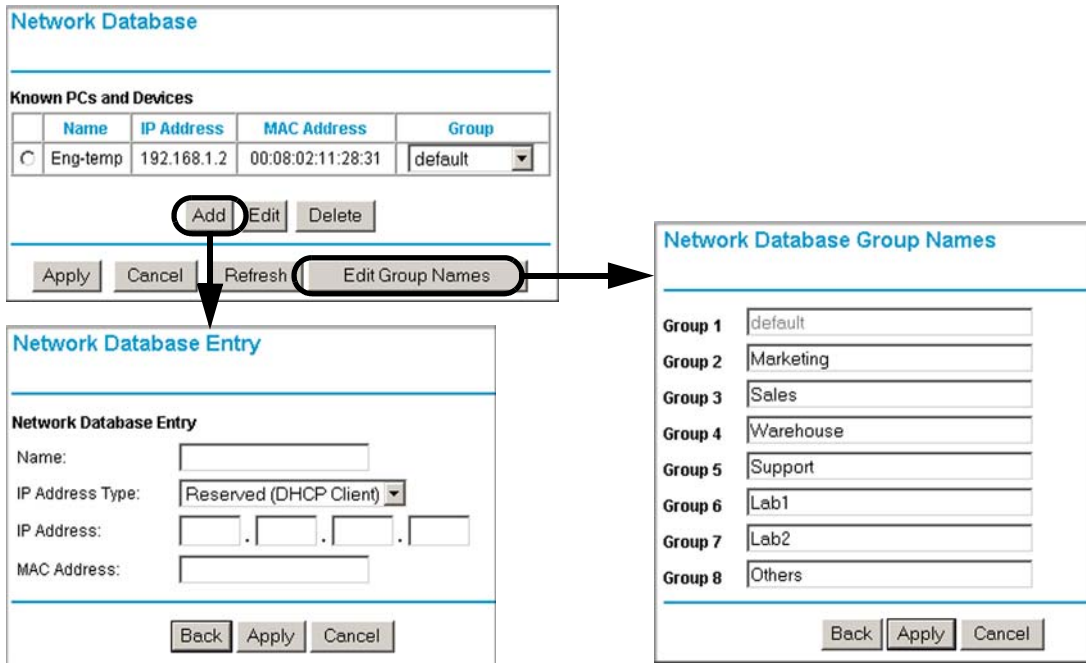 Network Database
Known PCs and Devices
Name IP Address MAC Address Group
Eng-temp 192.168.1.2 00:08:02:11:28:31 default
Add Edit Delete
Apply Cancel Refresh Edit Group Names
Network Database Entry
Network Database Entry
Name:
IP Address Type: Reserved (DHCP Client)
IP Address: . . .
MAC Address:
Back Apply Cancel
Network Database Group Names
Group 1 default
Group 2 Marketing
Group 3 Sales
Group 4 Warehouse
Group 5 Support
Group 6 Lab1
Group 7 Lab2
Group 8 Others
Back Apply Cancel